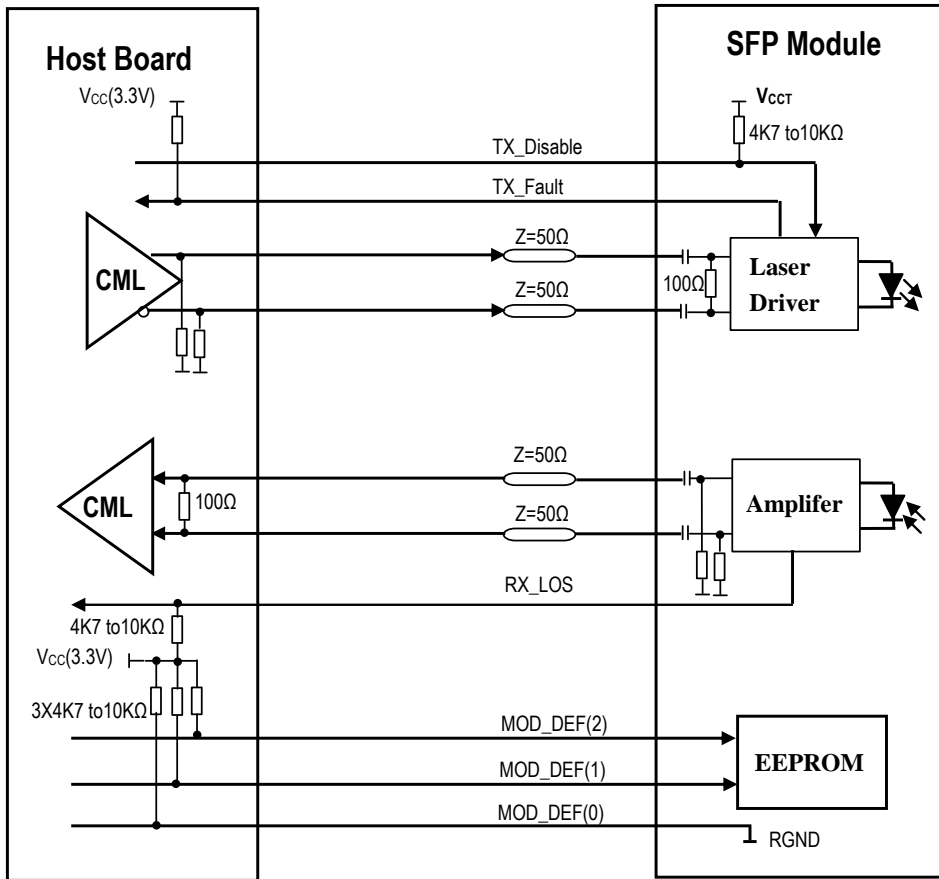 Host Board
SFP Module
VCC(3.3V)
VCCT
4K7 to10KΩ
TX_Disable
TX_Fault
CML
Z=50Ω
Z=50Ω
100Ω
Laser
Driver
CML
100Ω
Z=50Ω
Z=50Ω
Amplifer
RX_LOS
4K7 to10KΩ
VCC(3.3V)
3X4K7 to10KΩ
MOD_DEF(2)
MOD_DEF(1)
MOD_DEF(0)
EEPROM
RGND